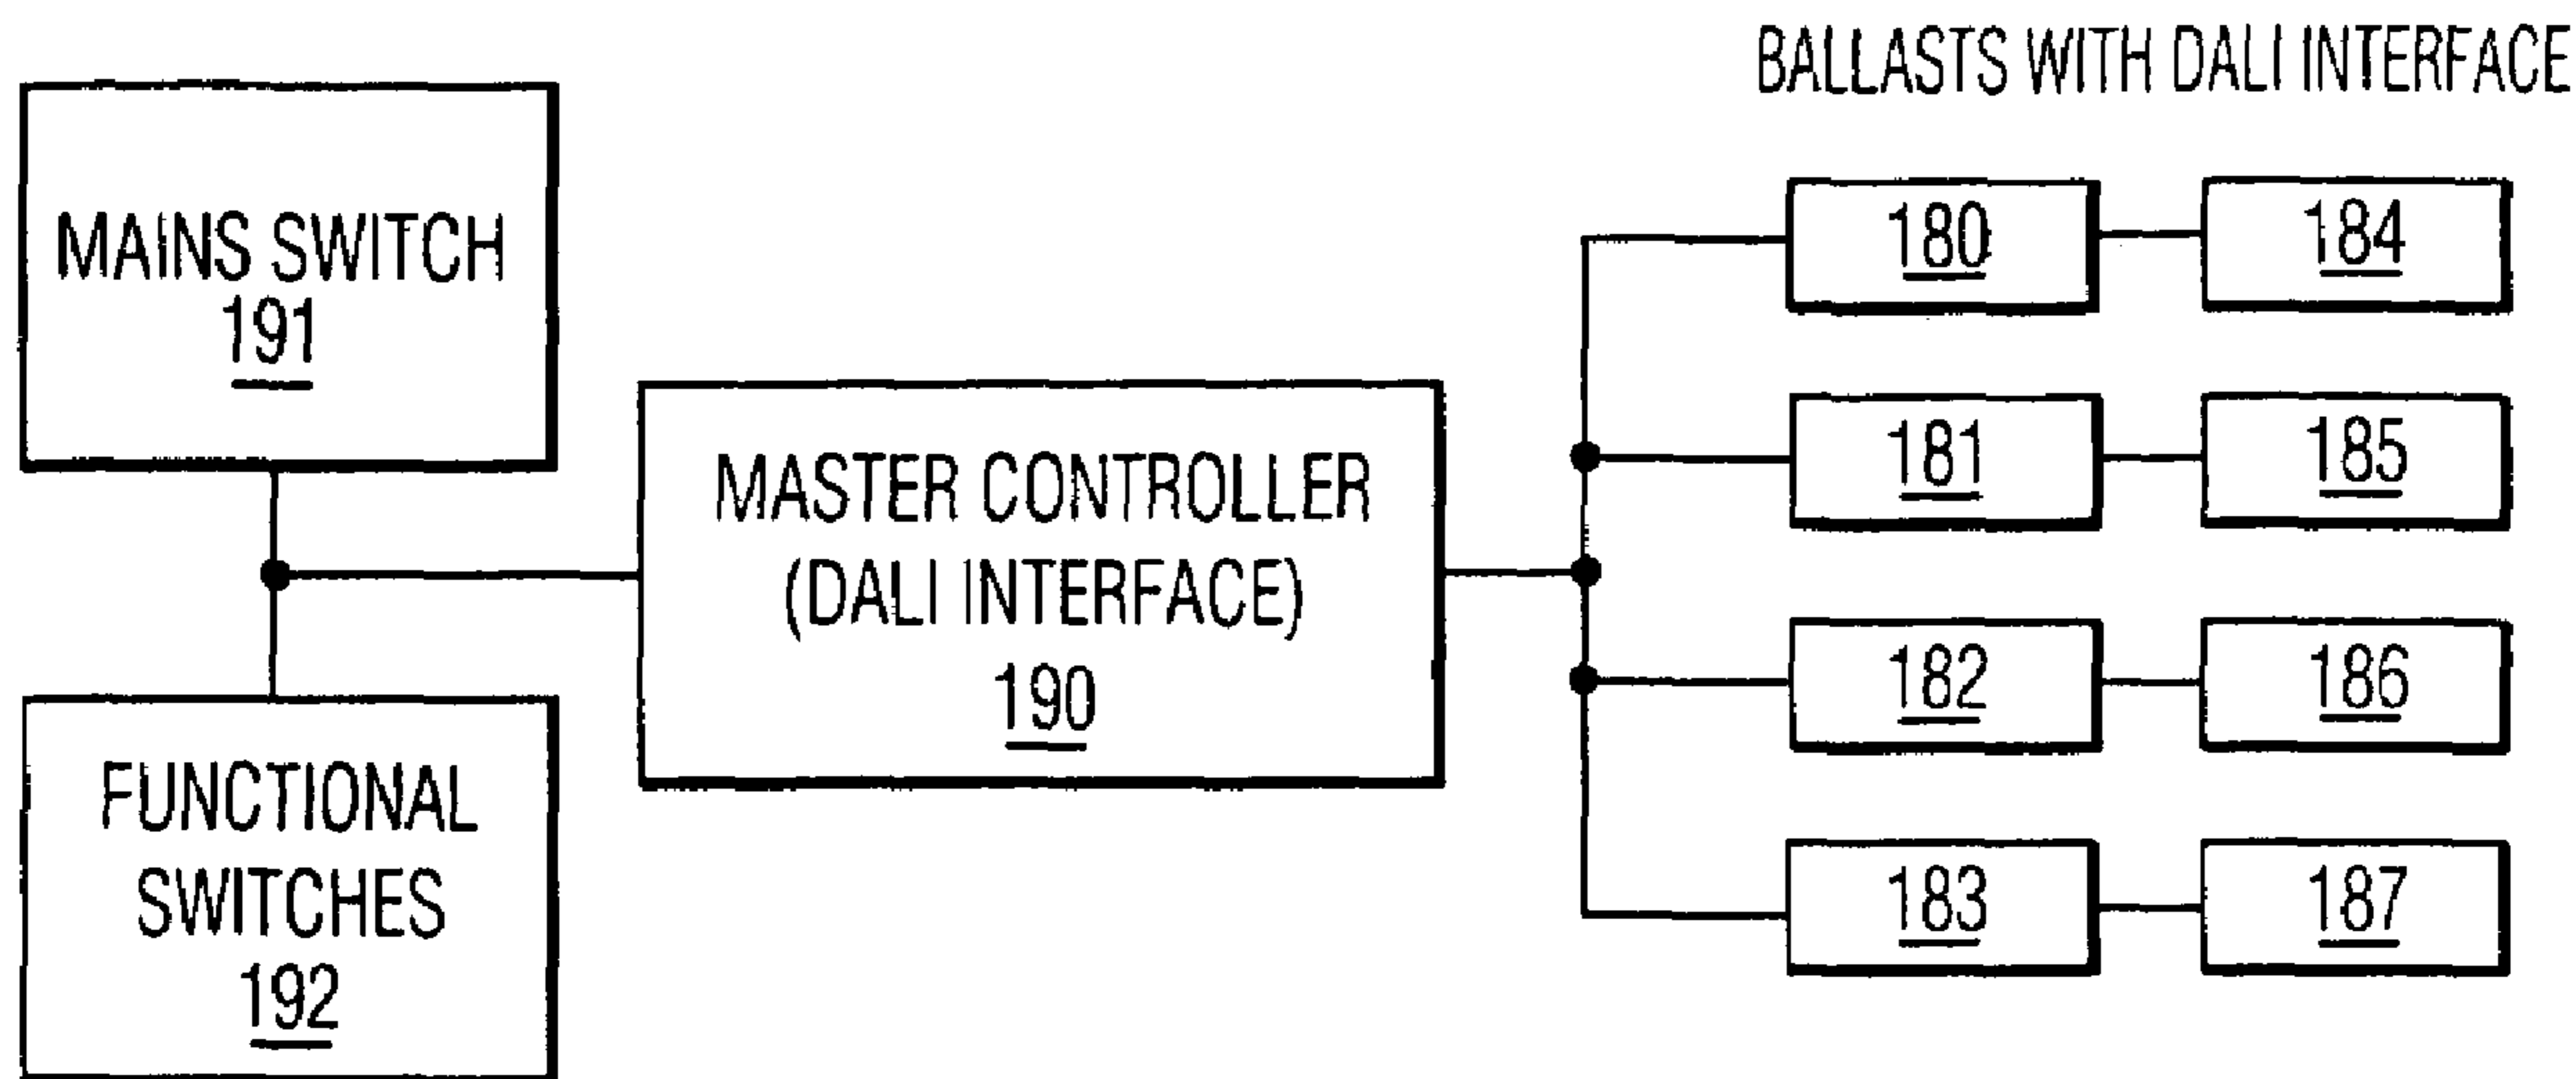 BALLASTS WITH DALI INTERFACE
MAINS SWITCH
191
MASTER CONTROLLER
(DALI INTERFACE)
190
FUNCTIONAL
SWITCHES
192
180
184
181
185
182
186
183
187